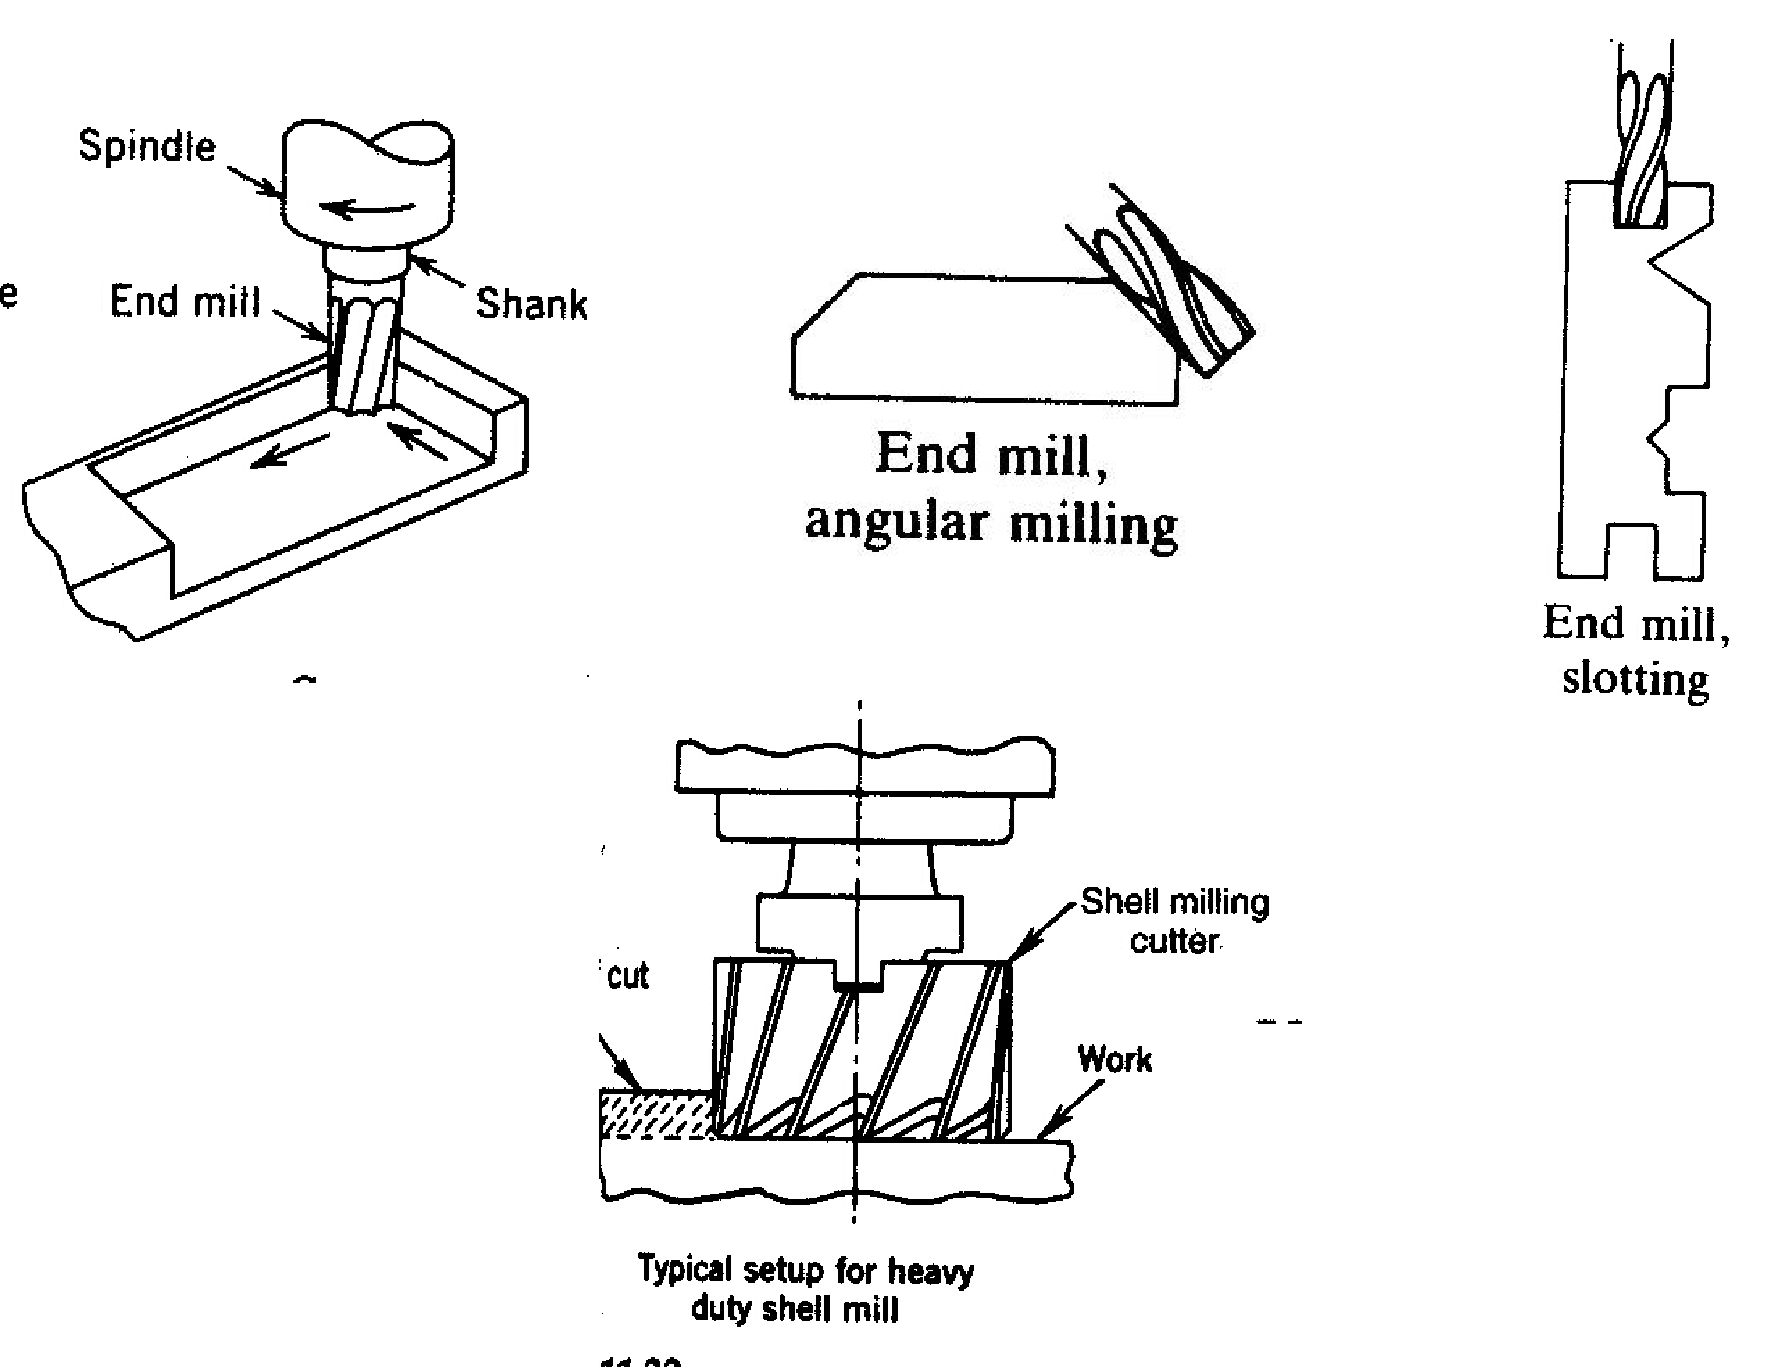 Spindle
End mill
Shank
e
End mill,
angular milling
End mill,
slotting
Shell milling
cutter
cut
Work
Typical setup for heavy
duty shell mill